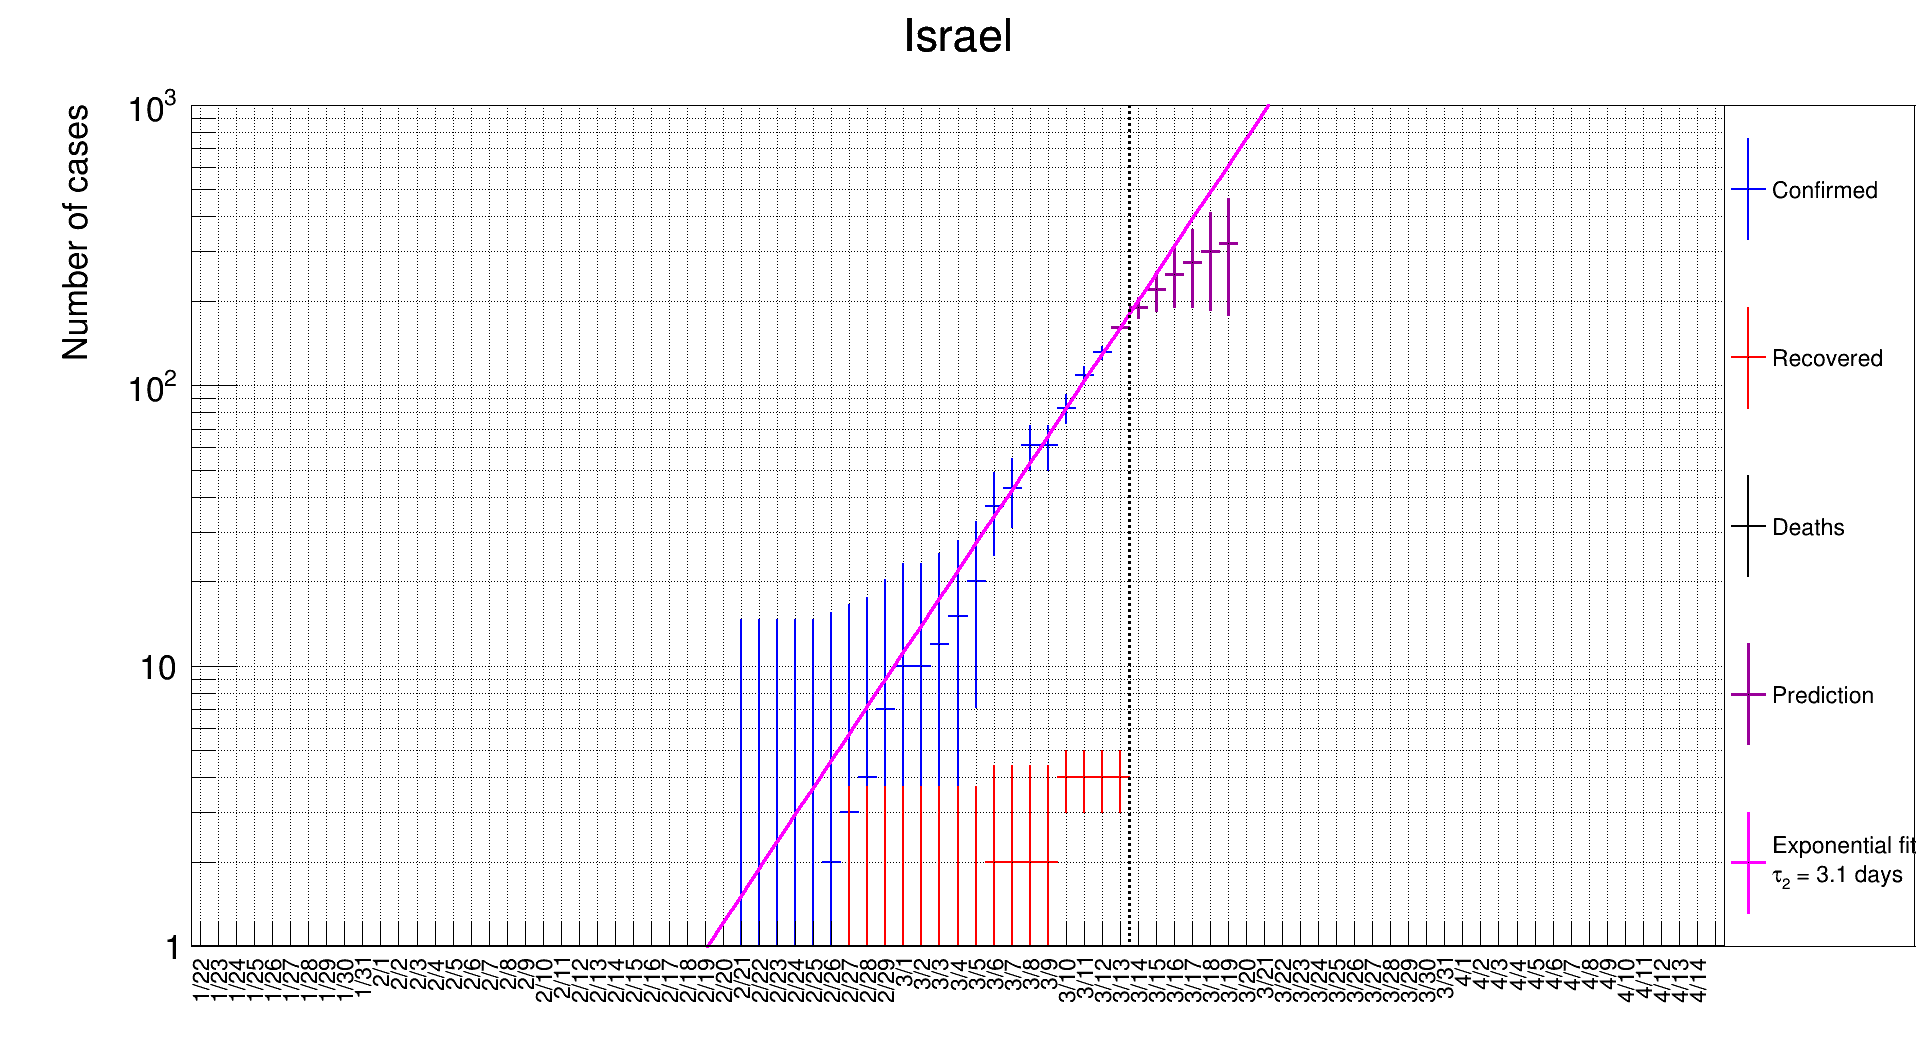 Israel
Number of cases
10³
10²
10
1
1/22 1/23 1/24 1/25 1/26 1/27 1/28 1/29 1/30 1/31 2/1 2/2 2/3 2/4 2/5 2/6 2/7 2/8 2/9 2/10 2/11 2/12 2/13 2/14 2/15 2/16 2/17 2/18 2/19 2/20 2/21 2/22 2/23 2/24 2/25 2/26 2/27 2/28 2/29 3/1 3/2 3/3 3/4 3/5 3/6 3/7 3/8 3/9 3/10 3/11 3/12 3/13 3/14 3/15 3/16 3/17 3/18 3/19 3/20 3/21 3/22 3/23 3/24 3/25 3/26 3/27 3/28 3/29 3/30 3/31 4/1 4/2 4/3 4/4 4/5 4/6 4/7 4/8 4/9 4/10 4/11 4/12 4/13 4/14
Confirmed
Recovered
Deaths
Prediction
Exponential fit
τ₂ = 3.1 days